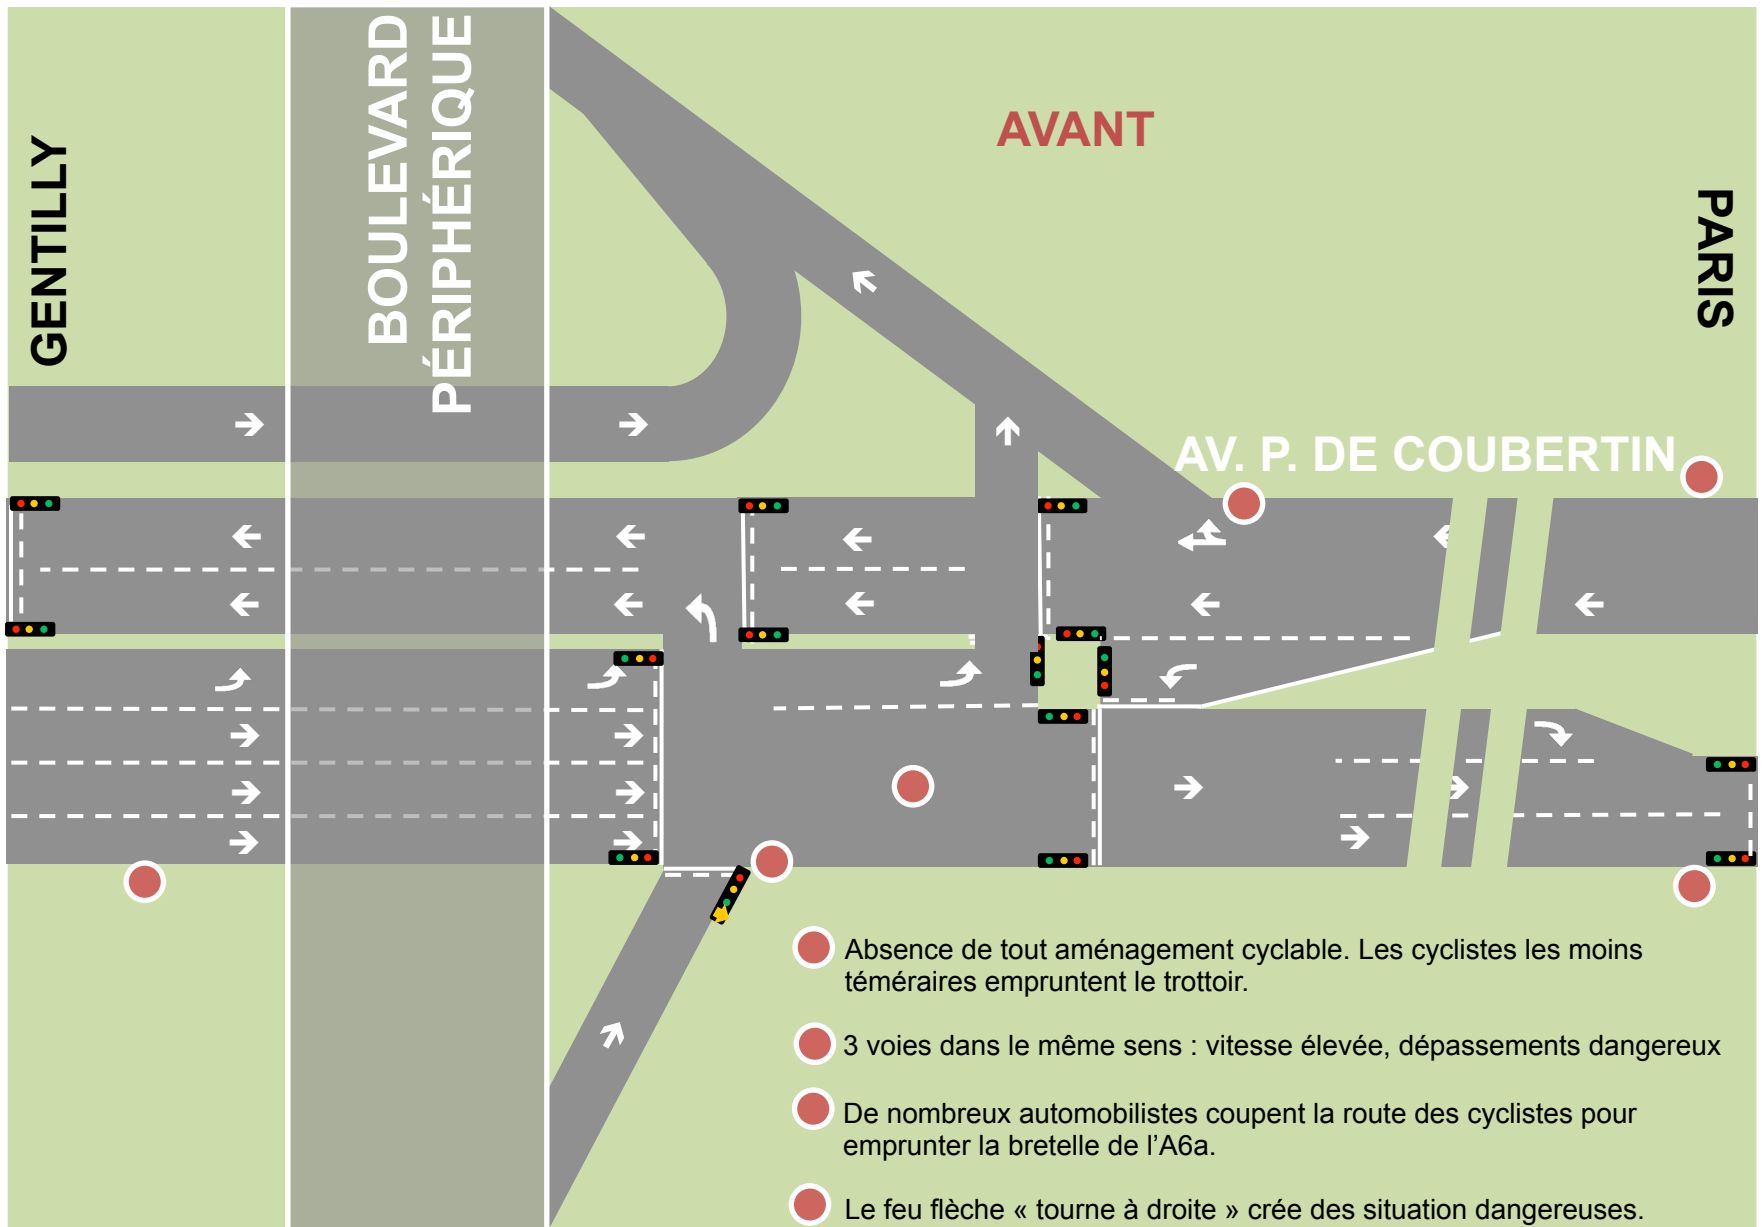 GENTILLY
BOULEVARD
PÉRIPHÉRIQUE
AVANT
PARIS
AV. P. DE COUBERTIN
Absence de tout aménagement cyclable. Les cyclistes les moins
téméraires empruntent le trottoir.
3 voies dans le même sens : vitesse élevée, dépassements dangereux
De nombreux automobilistes coupent la route des cyclistes pour
emprunter la bretelle de l’A6a.
Le feu flèche « tourne à droite » crée des situation dangereuses.